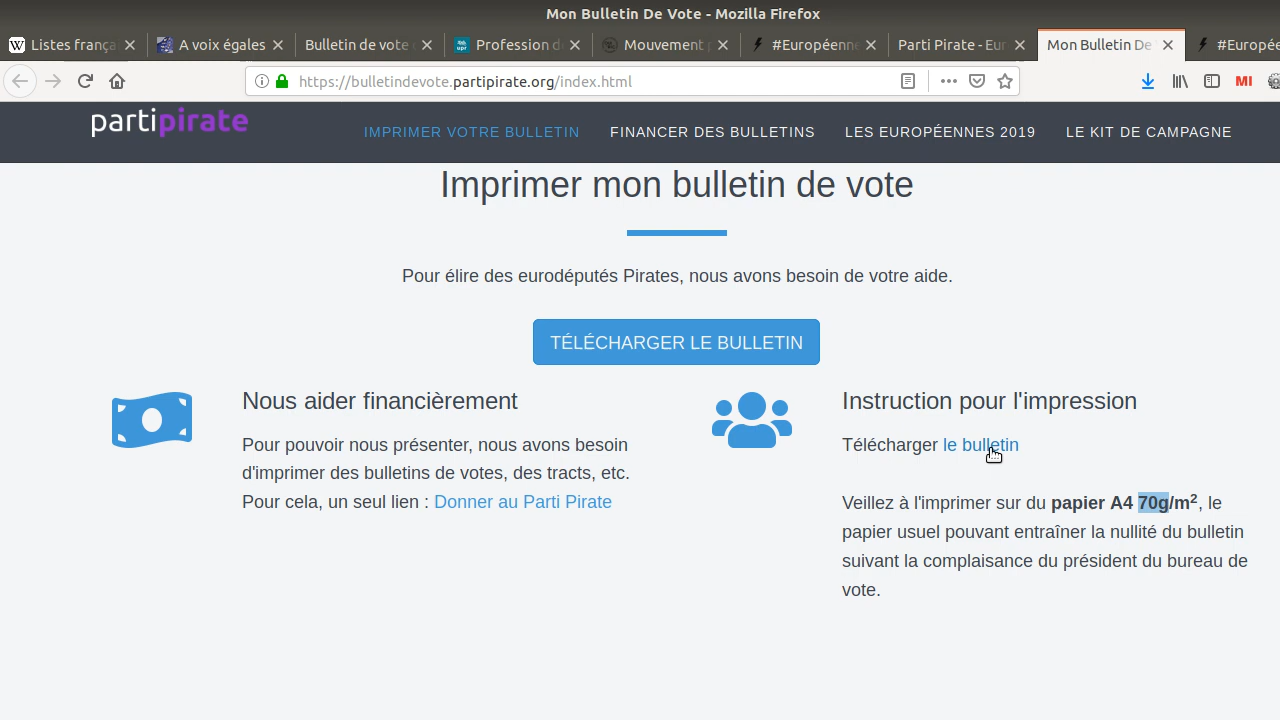 Mon Bulletin De Vote - Mozilla Firefox
Listes frança
A voix égales
Bulletin de vote
Profession d
Mouvement
#Européenn
Parti Pirate - Eur
Mon Bulletin De
#Europée
https://bulletindevote.partipirate.org/index.html
MI
partipirate
IMPRIMER VOTRE BULLETIN
FINANCER DES BULLETINS
LES EUROPÉENNES 2019
LE KIT DE CAMPAGNE
Imprimer mon bulletin de vote
Pour élire des eurodéputés Pirates, nous avons besoin de votre aide.
TÉLÉCHARGER LE BULLETIN
Nous aider financièrement
Pour pouvoir nous présenter, nous avons besoin
d'imprimer des bulletins de votes, des tracts, etc.
Pour cela, un seul lien : Donner au Parti Pirate
Instruction pour l'impression
Télécharger le bulletin
Veillez à l'imprimer sur du papier A4 70g/m², le
papier usuel pouvant entraîner la nullité du bulletin
suivant la complaisance du président du bureau de
vote.